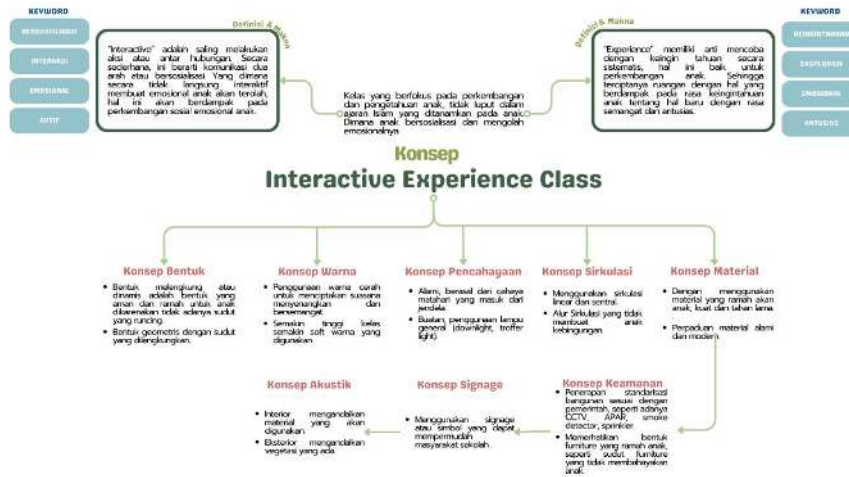 KEYWORD
BERSOSIALISASI
INTERAKSI
EMOSIONAL
AKTIF
Definisi & Makna
"Interactive" adalah saling melakukan
aksi atau antar hubungan. Secara
sederhana, ini berarti komunikasi dua
arah atau bersosialisasi. Yang dimana
secara tidak langsung interaktif
membuat emosional anak akan terolah,
hal ini akan berdampak pada
perkembangan sosial emosional anak.
Kelas yang berfokus pada perkembangan
dan pengetahuan anak, tidak luput dalam
ajaran Islam yang ditanamkan pada anak.
Dimana anak bersosialisasi dan mengolah
emosionalnya.
Definisi & Makna
"Experience" memiliki arti mencoba
dengan keingin tahuan secara
sistematis, hal ini baik untuk
perkembangan anak. Sehingga
terciptanya ruangan dengan hal yang
berdampak pada rasa keingintahuan
anak tentang hal baru dengan rasa
semangat dan antusias.
KEYWORD
KEINGINTAHUAN
EKSPLORASI
EMOSIONAL
ANTUSIAS
Konsep
Interactive Experience Class
Konsep Bentuk
• Bentuk melengkung atau
dinamis adalah bentuk yang
aman dan ramah untuk anak
dikarenakan tidak adanya sudut
yang runcing.
• Bentuk geometris dengan sudut
yang dilengkungkan.
Konsep Warna
• Penggunaan warna cerah
untuk menciptakan suasana
menyenangkan dan
bersemangat.
• Semakin tinggi kelas
semakin soft warna yang
digunakan.
Konsep Pencahayaan
• Alami, berasal dari cahaya
matahari yang masuk dari
jendela.
• Buatan, penggunaan lampu
general (downlight, troffer
light).
Konsep Sirkulasi
• Menggunakan sirkulasi
linear dan sentral.
• Alur Sirkulasi yang tidak
membuat anak
kebingungan.
Konsep Material
• Dengan menggunakan
material yang ramah akan
anak, kuat dan tahan lama.
• Perpaduan material alami
dan modern.
Konsep Akustik
• Interior mengandalkan
material yang akan
digunakan.
• Eksterior mengandalkan
vegetasi yang ada.
Konsep Signage
• Menggunakan signage
atau simbol yang dapat
mempermudah
masyarakat sekolah.
Konsep Keamanan
• Penerapan standarisasi
bangunan sesuai dengan
pemerintah, seperti adanya
CCTV, APAR, smoke
detector, sprinkler.
• Memerhatikan bentuk
furniture yang ramah anak,
seperti sudut furniture
yang tidak membahayakan
anak.